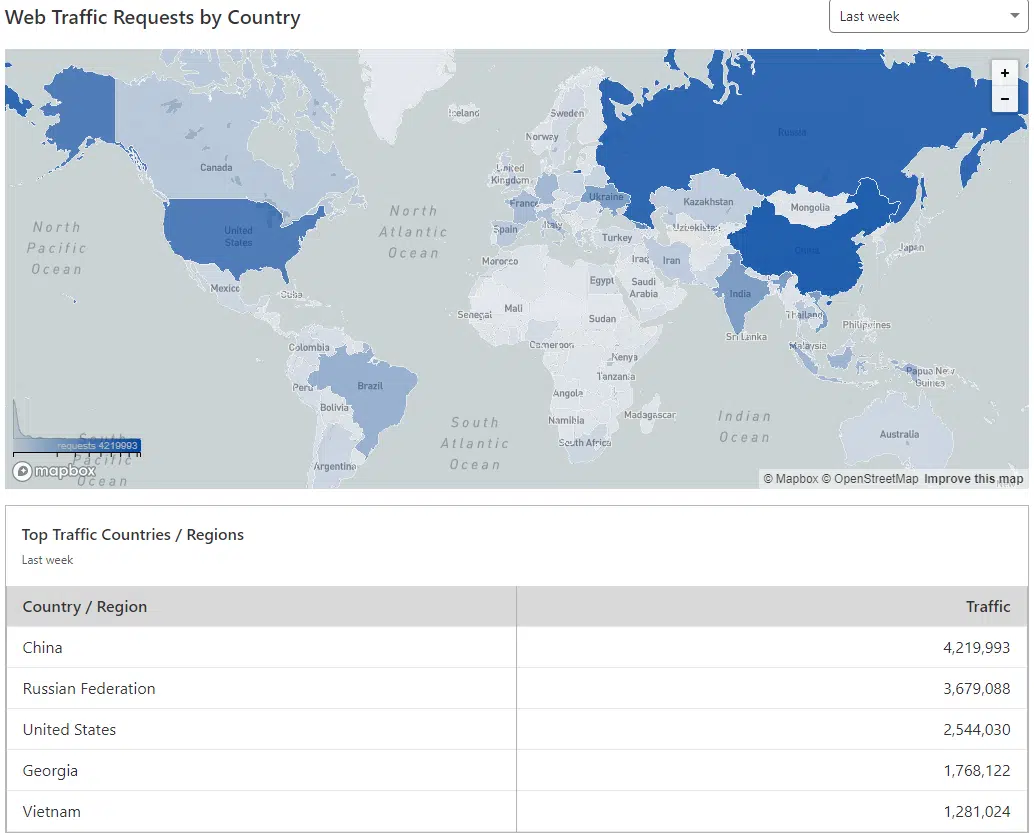 Web Traffic Requests by Country
Last week
+
−
Iceland
Sweden
Norway
Russia
Canada
United
Kingdom
North
Pacific
Ocean
North
Atlantic
Ocean
United
States
France
Ukraine
Kazakhstan
Mongolia
Spain
Italy
Uzbekistan
Turkey
Japan
China
Morocco
Iraq
Iran
Mexico
Cuba
Egypt
Saudi
Arabia
India
Senegal
Mali
Sudan
Thailand
Philippines
Sri Lanka
Colombia
Cameroon
Kenya
Malaysia
Peru
Brazil
Tanzania
Papua New
Guinea
Bolivia
Angola
Namibia
Madagascar
South
Atlantic
Ocean
Indian
Ocean
Australia
South Africa
Argentina
South
Pacific
Ocean
requests 4219993
mapbox
© Mapbox © OpenStreetMap Improve this map
Top Traffic Countries / Regions
Last week
Country / Region Traffic
China 4,219,993
Russian Federation 3,679,088
United States 2,544,030
Georgia 1,768,122
Vietnam 1,281,024